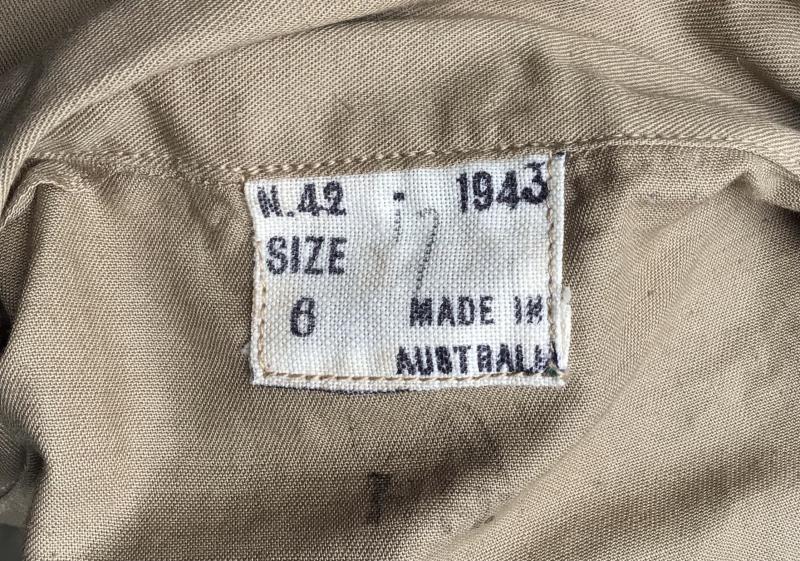 N.42 - 1943
SIZE
6
MADE IN
AUSTRALIA